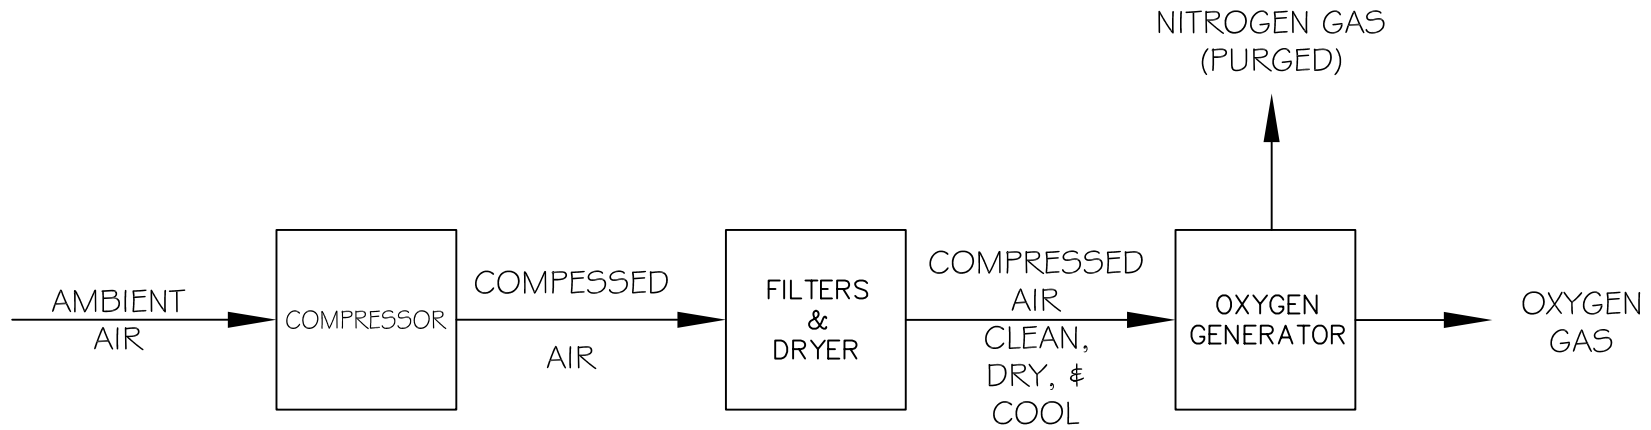 NITROGEN GAS
(PURGED)
AMBIENT
AIR
COMPRESSOR
COMPESSED
AIR
FILTERS
&
DRYER
COMPRESSED
AIR
CLEAN,
DRY, &
COOL
OXYGEN
GENERATOR
OXYGEN
GAS